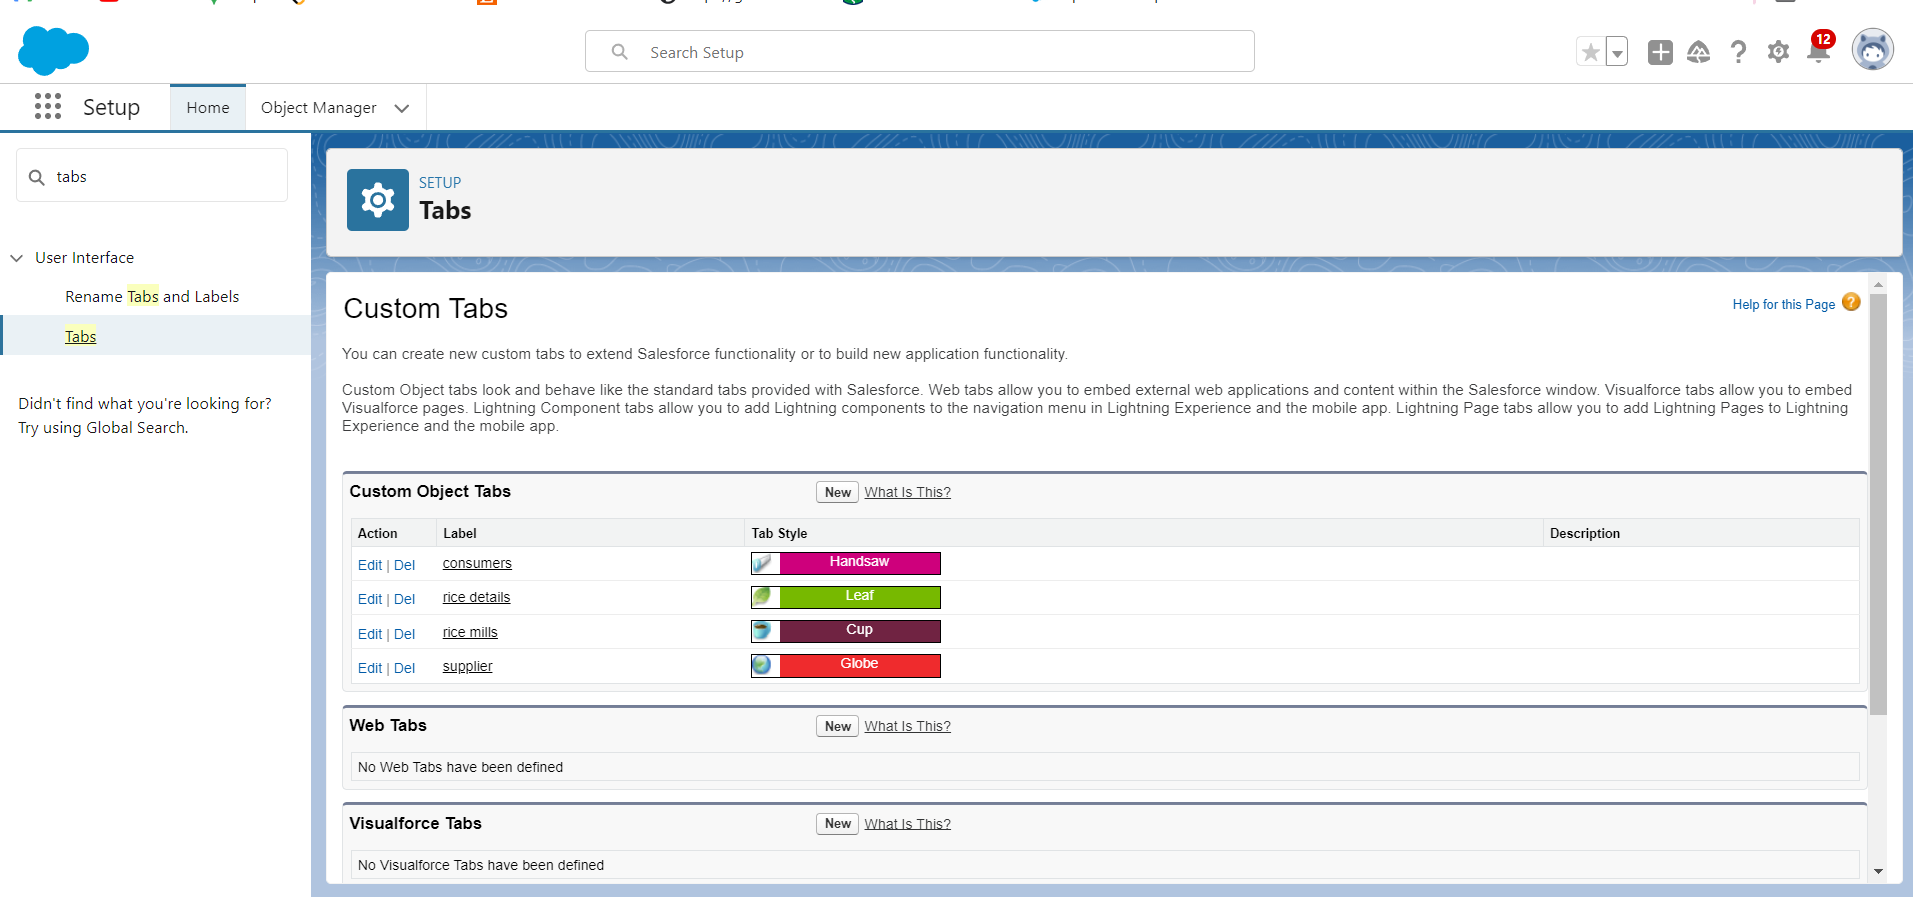 Search Setup
12
Setup
Home
Object Manager
tabs
User Interface
Rename Tabs and Labels
Tabs
Didn't find what you're looking for?
Try using Global Search.
SETUP
Tabs
Custom Tabs
Help for this Page ?
You can create new custom tabs to extend Salesforce functionality or to build new application functionality.
Custom Object tabs look and behave like the standard tabs provided with Salesforce. Web tabs allow you to embed external web applications and content within the Salesforce window. Visualforce tabs allow you to embed
Visualforce pages. Lightning Component tabs allow you to add Lightning components to the navigation menu in Lightning Experience and the mobile app. Lightning Page tabs allow you to add Lightning Pages to Lightning
Experience and the mobile app.
Custom Object Tabs New What Is This?
Action Label Tab Style Description
Edit | Del consumers Handsaw
Edit | Del rice details Leaf
Edit | Del rice mills Cup
Edit | Del supplier Globe
Web Tabs New What Is This?
No Web Tabs have been defined
Visualforce Tabs New What Is This?
No Visualforce Tabs have been defined